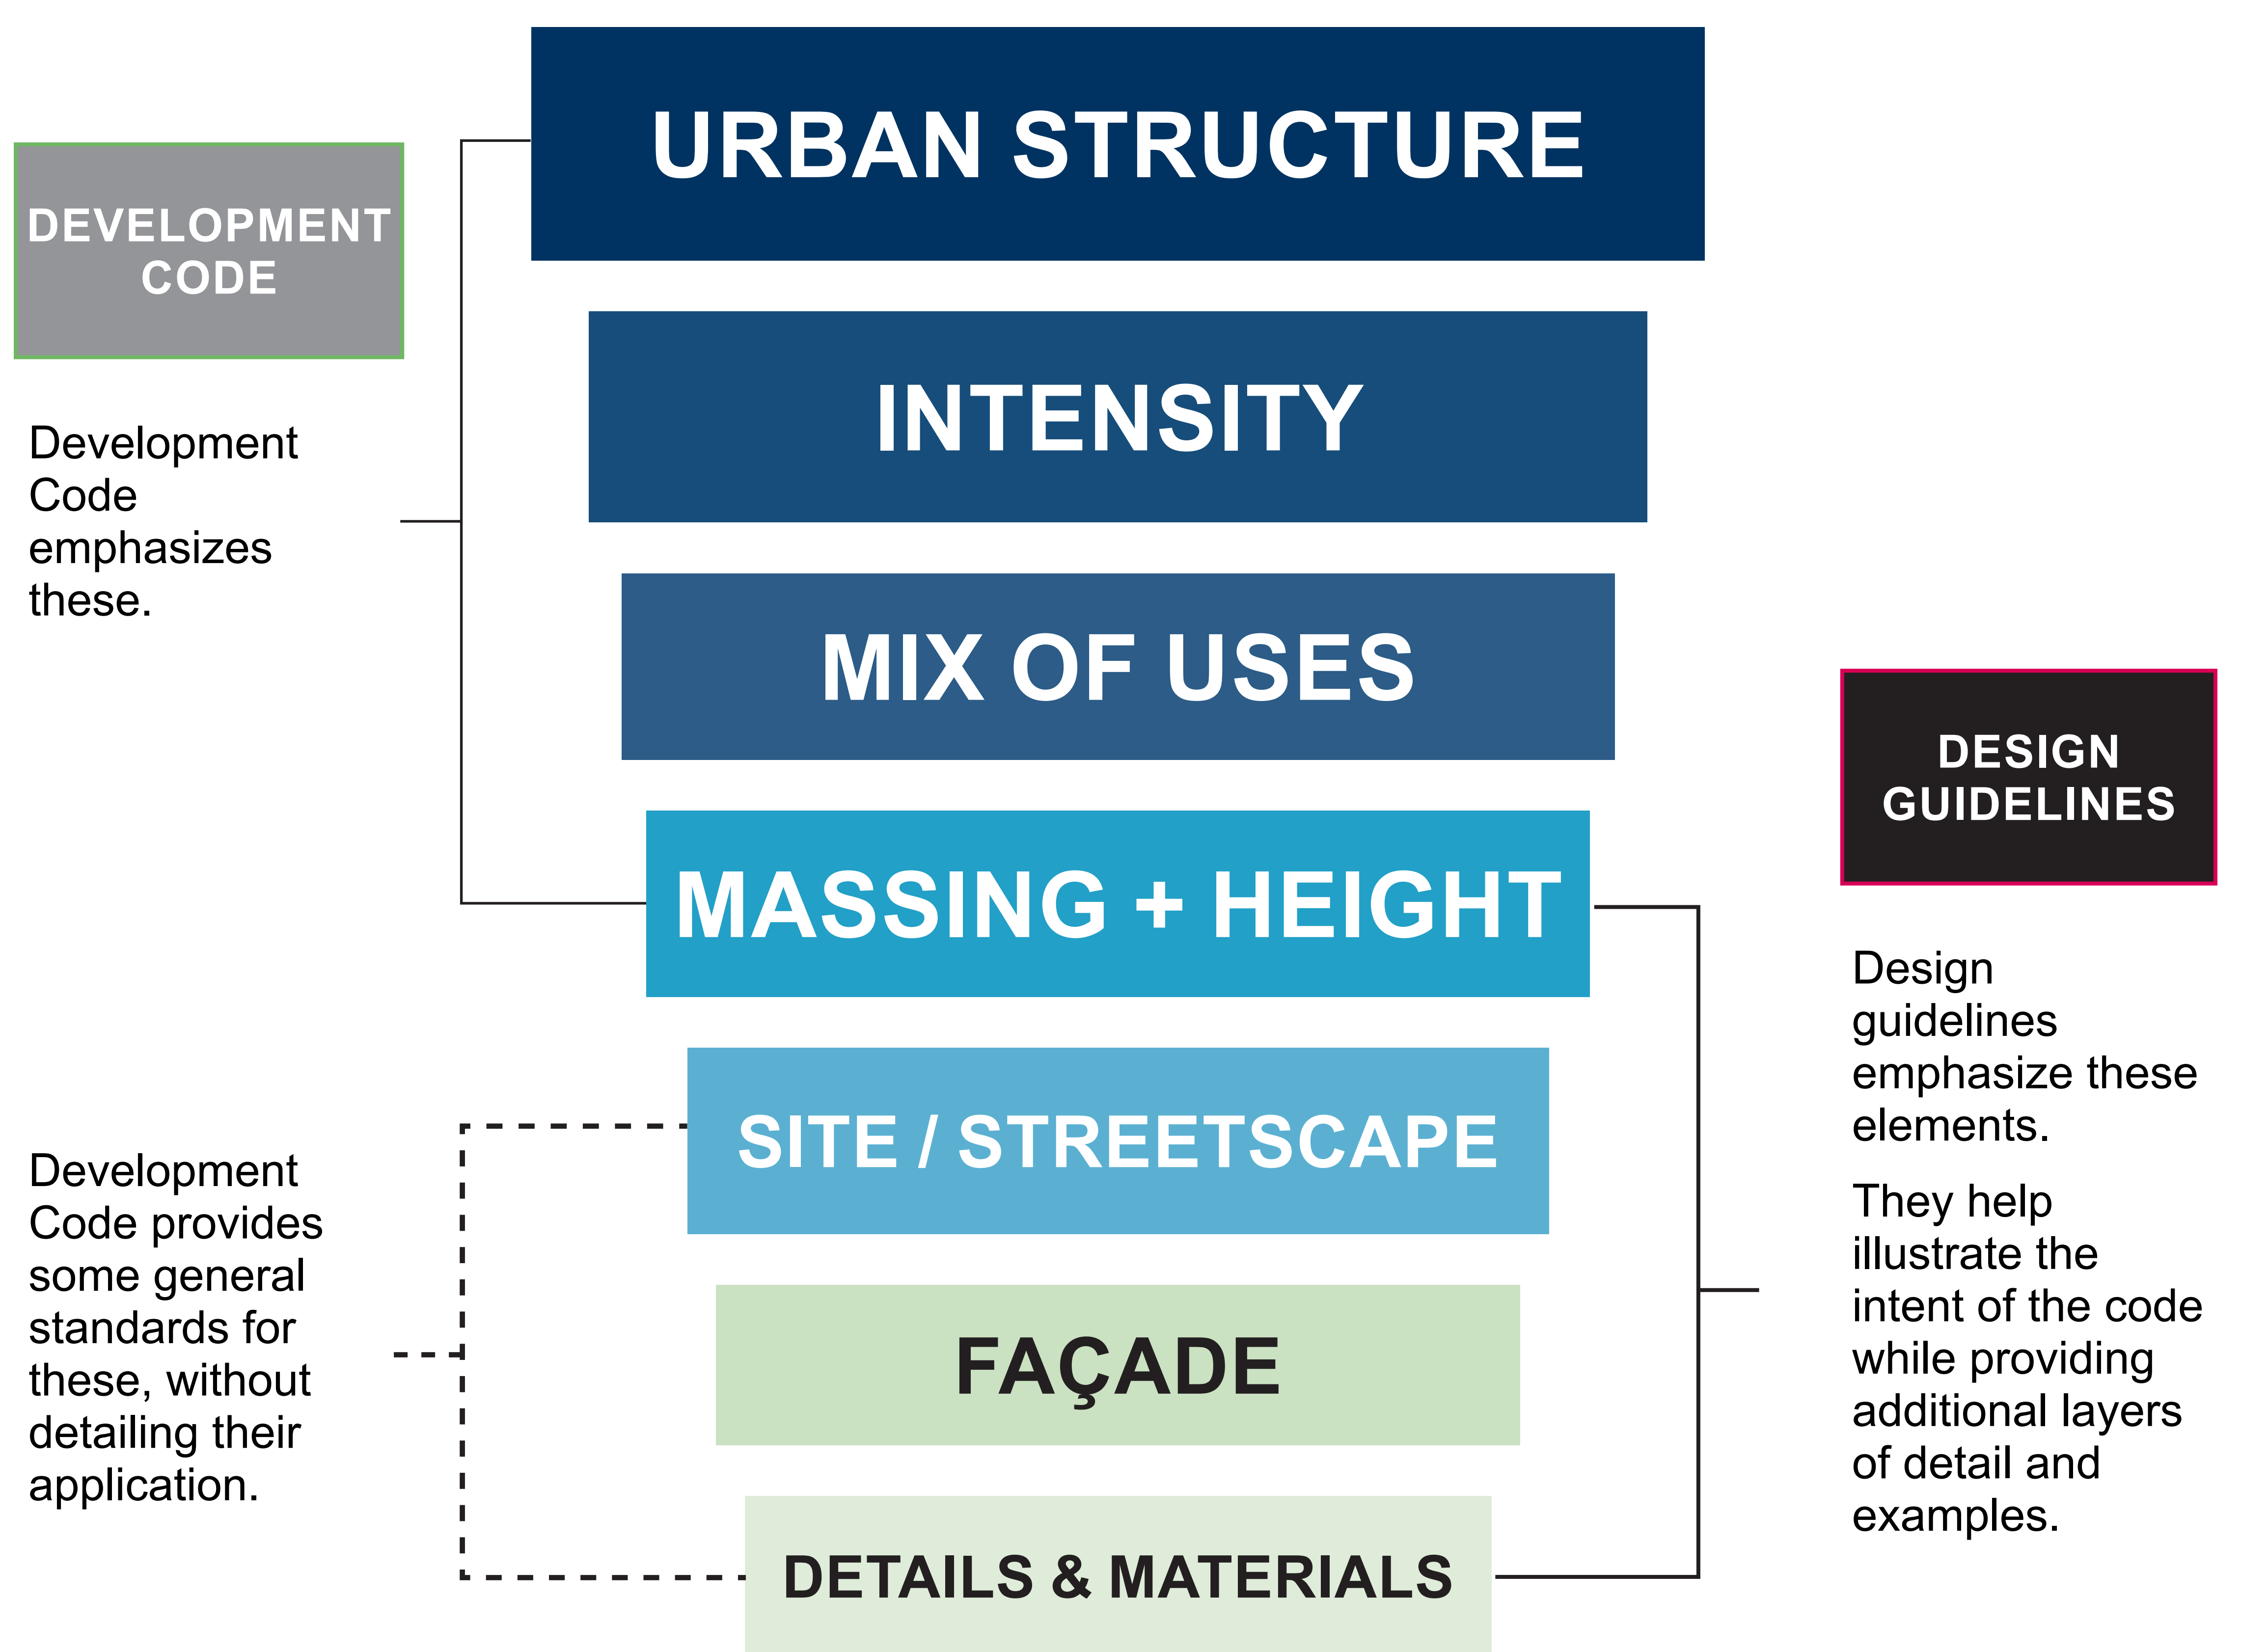 URBAN STRUCTURE
DEVELOPMENT
CODE
INTENSITY
Development
Code
emphasizes
these.
MIX OF USES
MASSING + HEIGHT
DESIGN
GUIDELINES
Design
guidelines
emphasize these
elements.
They help
illustrate the
intent of the code
while providing
additional layers
of detail and
examples.
SITE / STREETSCAPE
Development
Code provides
some general
standards for
these, without
detailing their
application.
FAÇADE
DETAILS & MATERIALS